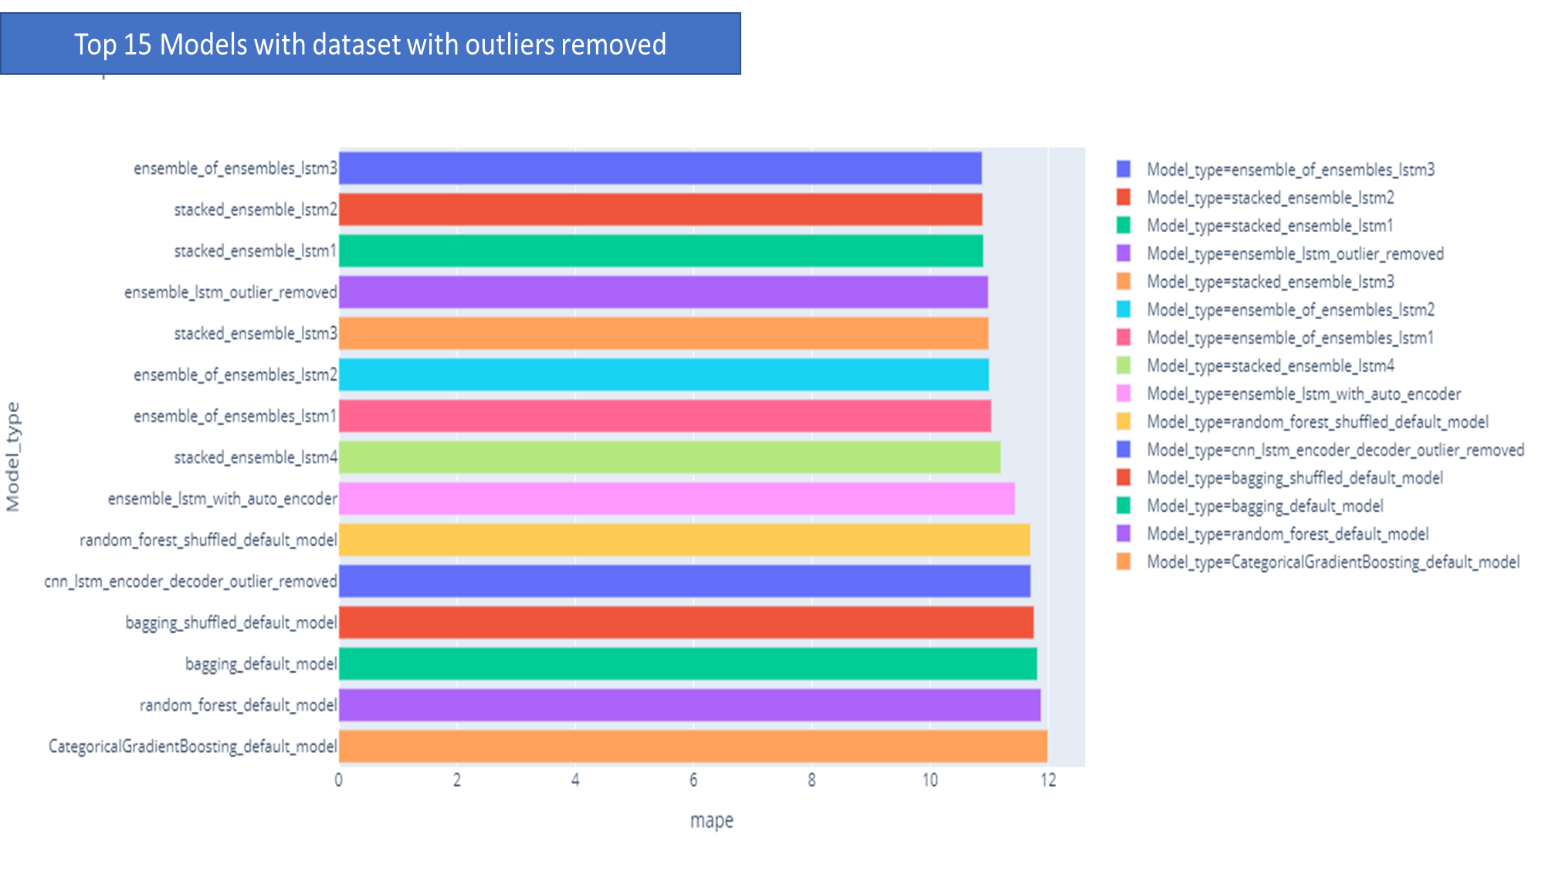 Top 15 Models with dataset with outliers removed
ensemble_of_ensembles_lstm3
stacked_ensemble_lstm2
stacked_ensemble_lstm1
ensemble_lstm_outlier_removed
stacked_ensemble_lstm3
ensemble_of_ensembles_lstm2
ensemble_of_ensembles_lstm1
stacked_ensemble_lstm4
ensemble_lstm_with_auto_encoder
random_forest_shuffled_default_model
cnn_lstm_encoder_decoder_outlier_removed
bagging_shuffled_default_model
bagging_default_model
random_forest_default_model
CategoricalGradientBoosting_default_model
Model_type
0 2 4 6 8 10 12
mape
Model_type=ensemble_of_ensembles_lstm3
Model_type=stacked_ensemble_lstm2
Model_type=stacked_ensemble_lstm1
Model_type=ensemble_lstm_outlier_removed
Model_type=stacked_ensemble_lstm3
Model_type=ensemble_of_ensembles_lstm2
Model_type=ensemble_of_ensembles_lstm1
Model_type=stacked_ensemble_lstm4
Model_type=ensemble_lstm_with_auto_encoder
Model_type=random_forest_shuffled_default_model
Model_type=cnn_lstm_encoder_decoder_outlier_removed
Model_type=bagging_shuffled_default_model
Model_type=bagging_default_model
Model_type=random_forest_default_model
Model_type=CategoricalGradientBoosting_default_model